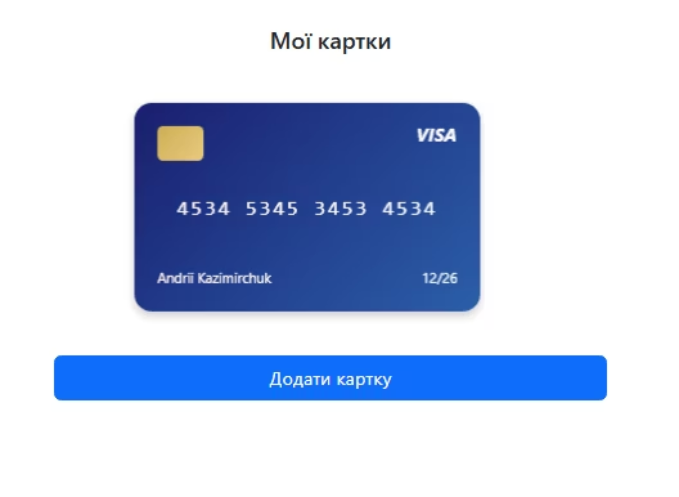 Мої картки
VISA
4534 5345 3453 4534
Andrii Kazimirchuk 12/26
Додати картку